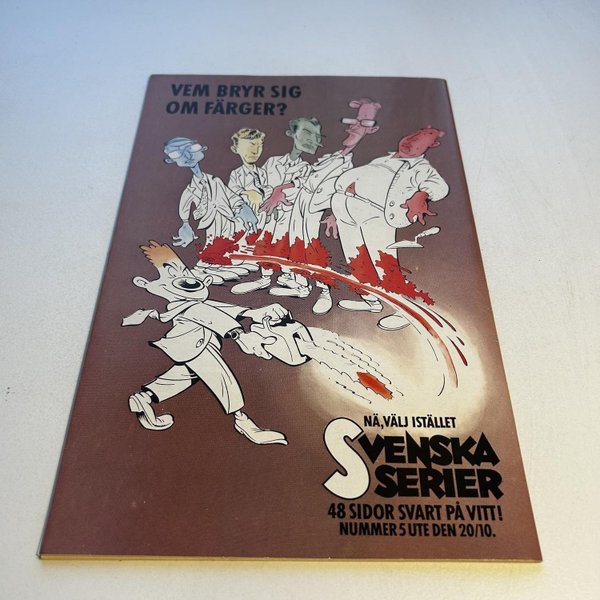 VEM BRYR SIG
OM FÄRGER?
NÄ, VÄLJ ISTÄLLET
SVENSKA
SERIER
48 SIDOR SVART PÅ VITT!
NUMMER 5 UTE DEN 20/10.